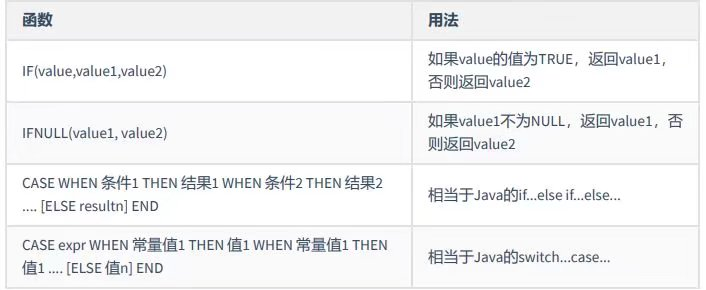 函数
用法
IF(value,value1,value2)
如果value的值为TRUE，返回value1，
否则返回value2
IFNULL(value1, value2)
如果value1不为NULL，返回value1，否
则返回value2
CASE WHEN 条件1 THEN 结果1 WHEN 条件2 THEN 结果2
.... [ELSE resultn] END
相当于Java的if...else if...else...
CASE expr WHEN 常量值1 THEN 值1 WHEN 常量值1 THEN
值1 .... [ELSE 值n] END
相当于Java的switch...case...